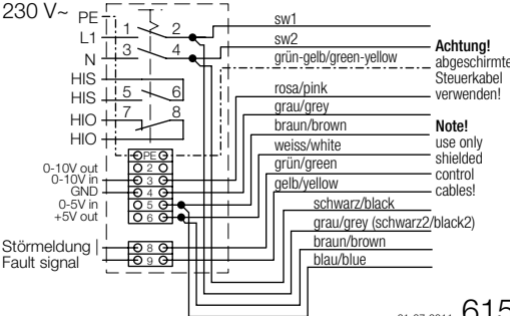 230 V~
PE
L1
N
HIS
HIS
HIO
HIO
1 2
3 4
5 6
7 8
PE
2
3
4
5
6
8
9
0-10V out
0-10V in
GND
0-5V in
+5V out
Störmeldung
Fault signal
sw1
sw2
grün-gelb/green-yellow
rosa/pink
grau/grey
braun/brown
weiss/white
grün/green
gelb/yellow
schwarz/black
grau/grey (schwarz2/black2)
braun/brown
blau/blue
Achtung!
abgeschirmte
Steuerkabel
verwenden!
Note!
use only
shielded
control
cables!
615